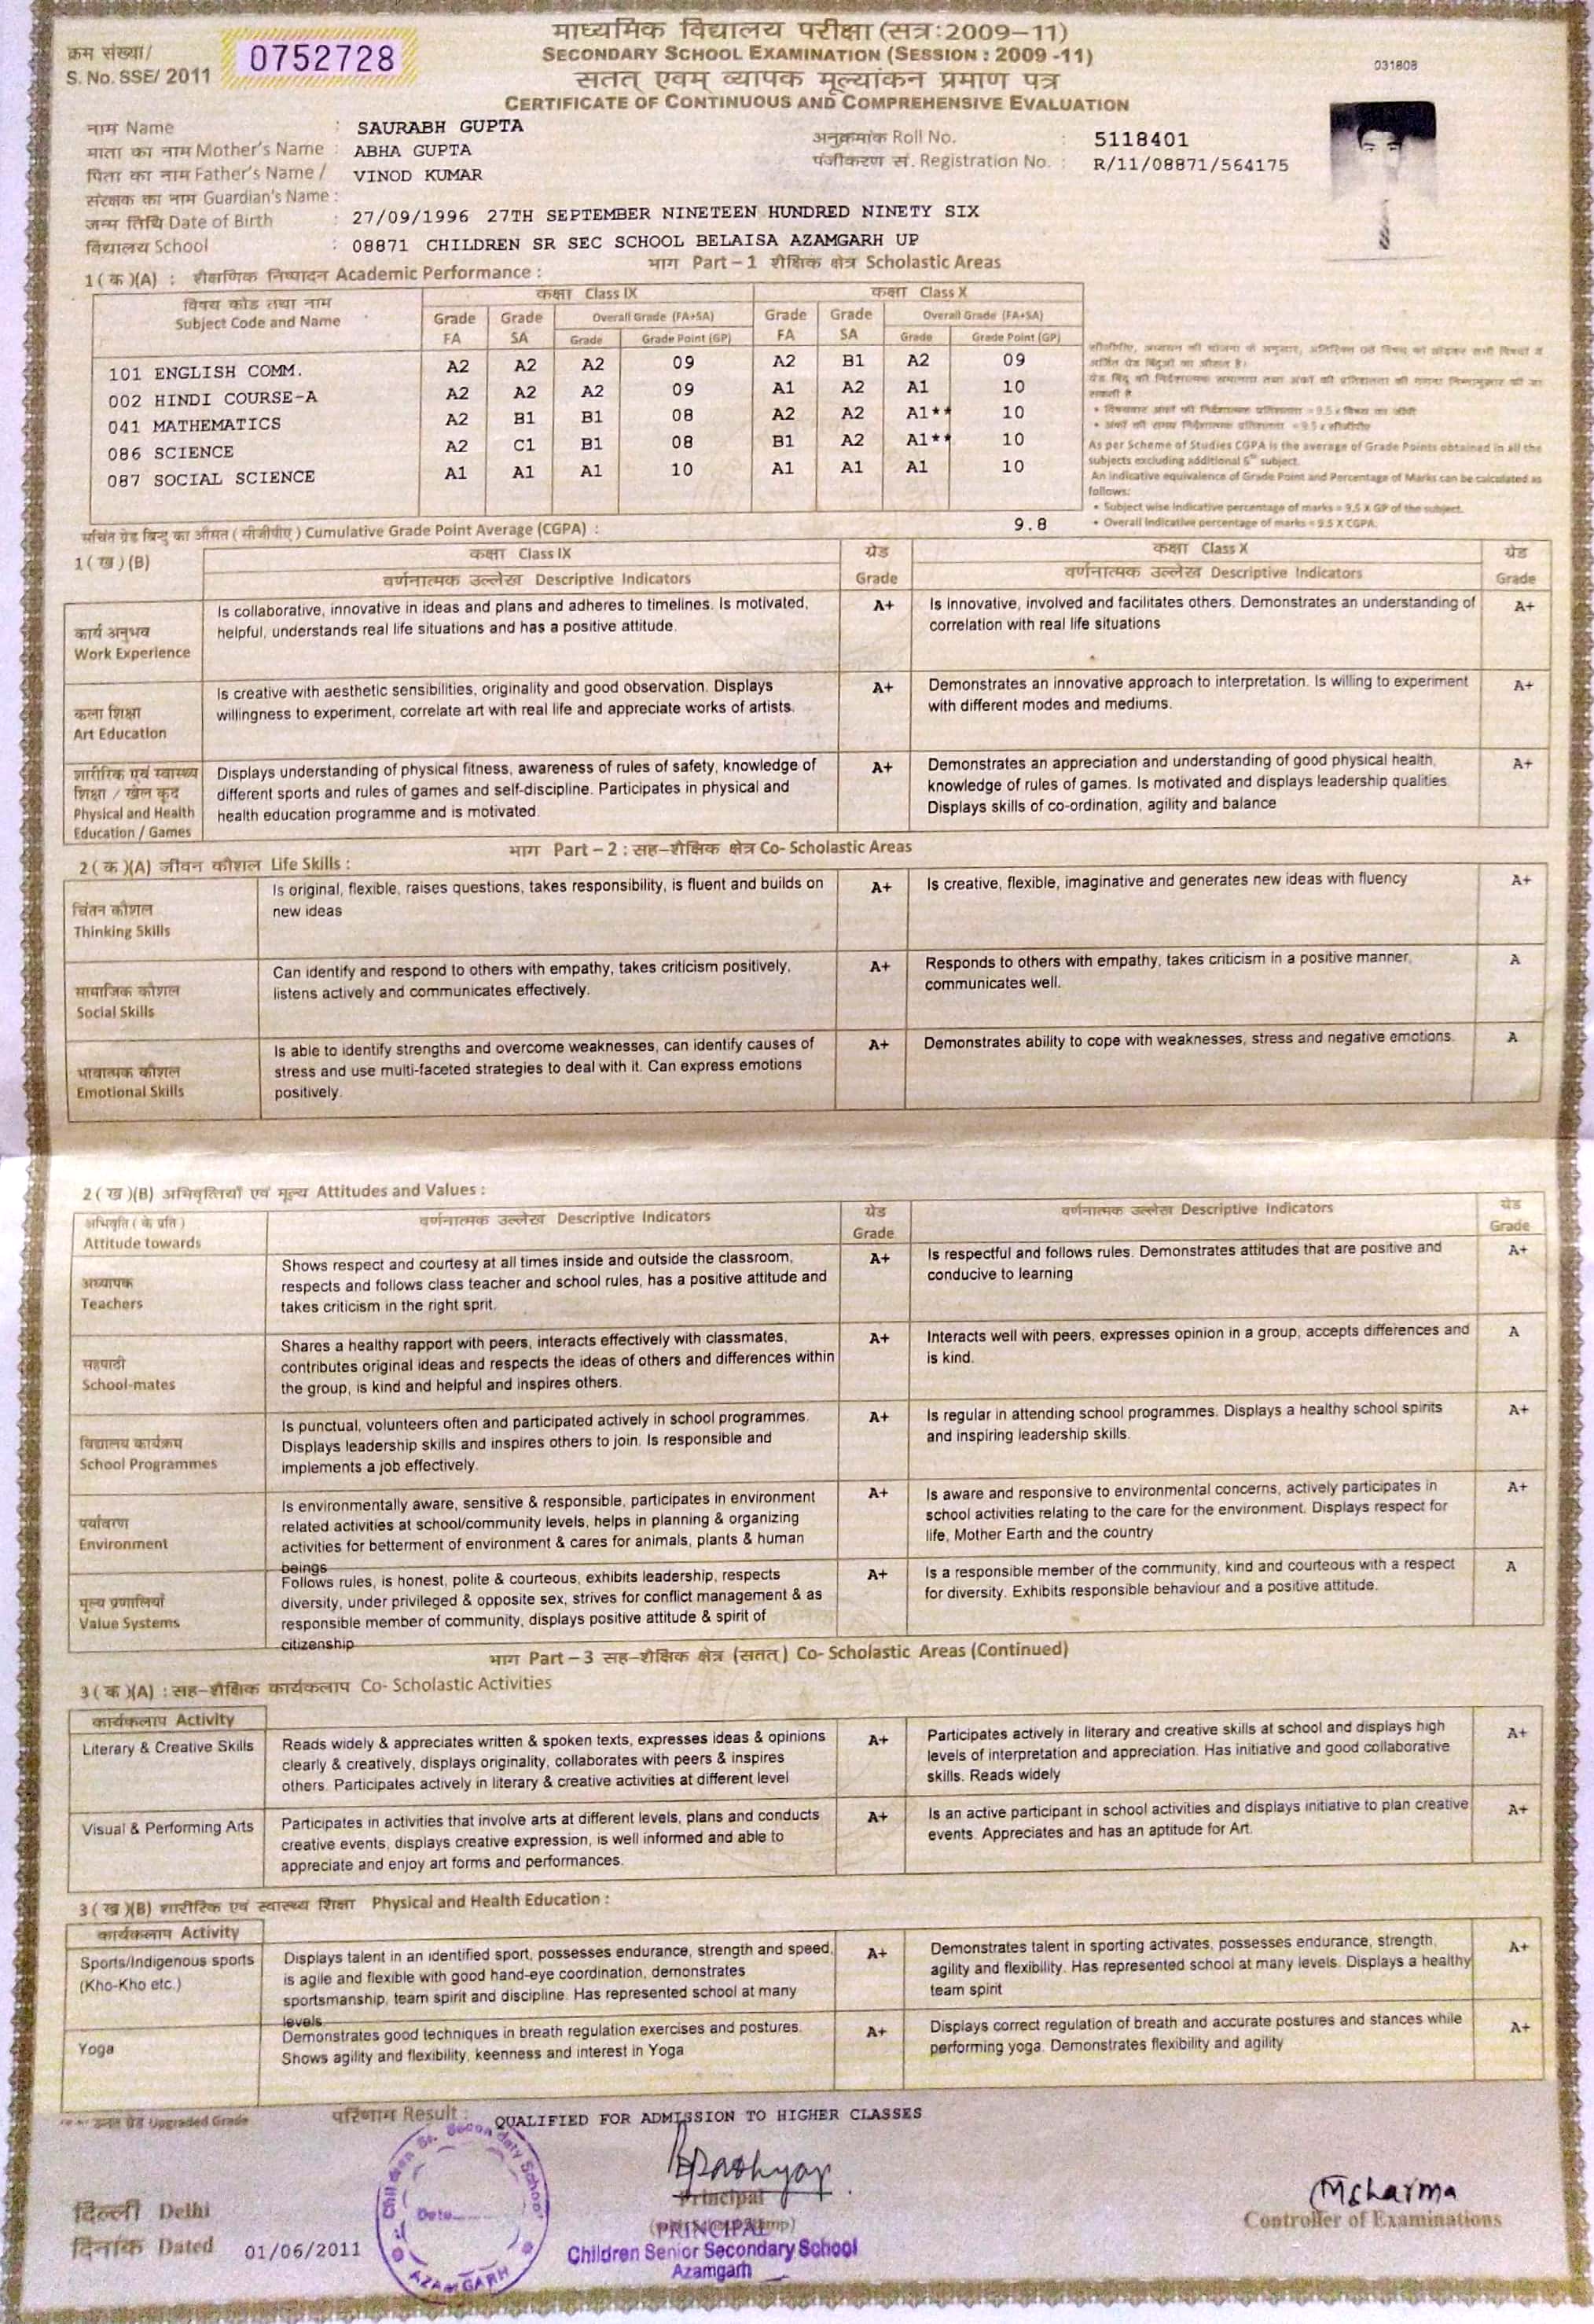 माध्यमिक विद्यालय परीक्षा (सत्र:2009–11)
SECONDARY SCHOOL EXAMINATION (SESSION : 2009 -11)
सतत् एवम् व्यापक मूल्यांकन प्रमाण पत्र
CERTIFICATE OF CONTINUOUS AND COMPREHENSIVE EVALUATION
क्रम संख्या/
S. No. SSE/ 2011 0752728
031808
नाम Name : SAURABH GUPTA
माता का नाम Mother's Name : ABHA GUPTA
पिता का नाम Father's Name / VINOD KUMAR
संरक्षक का नाम Guardian's Name :
जन्म तिथि Date of Birth : 27/09/1996 27TH SEPTEMBER NINETEEN HUNDRED NINETY SIX
विद्यालय School : 08871 CHILDREN SR SEC SCHOOL BELAISA AZAMGARH UP
अनुक्रमांक Roll No. : 5118401
पंजीकरण सं. Registration No. : R/11/08871/564175
भाग Part – 1 शैक्षिक क्षेत्र Scholastic Areas
1( क )(A) : शैक्षणिक निष्पादन Academic Performance :
विषय कोड तथा नाम कक्षा Class IX कक्षा Class X
Subject Code and Name Grade FA Grade SA Overall Grade (FA+SA) Grade FA Grade SA Overall Grade (FA+SA)
Grade Grade Point (GP) Grade Grade Point (GP)
101 ENGLISH COMM. A2 A2 A2 09 A2 B1 A2 09
002 HINDI COURSE-A A2 A2 A2 09 A1 A2 A1 10
041 MATHEMATICS A2 B1 B1 08 A2 A2 A1** 10
086 SCIENCE A2 C1 B1 08 B1 A2 A1** 10
087 SOCIAL SCIENCE A1 A1 A1 10 A1 A1 A1 10
As per Scheme of Studies CGPA is the average of Grade Points obtained in all the
subjects excluding additional 6th subject.
An indicative equivalence of Grade Point and Percentage of Marks can be calculated as
follows:
• Subject wise indicative percentage of marks = 9.5 X GP of the subject.
• Overall indicative percentage of marks = 9.5 X CGPA.
संचित ग्रेड बिन्दु का औसत ( सीजीपीए ) Cumulative Grade Point Average (CGPA) : 9.8
1( ख )(B)
कक्षा Class IX ग्रेड कक्षा Class X ग्रेड
वर्णनात्मक उल्लेख Descriptive Indicators Grade वर्णनात्मक उल्लेख Descriptive Indicators Grade
कार्य अनुभव
Work Experience
Is collaborative, innovative in ideas and plans and adheres to timelines. Is motivated,
helpful, understands real life situations and has a positive attitude.
A+
Is innovative, involved and facilitates others. Demonstrates an understanding of
correlation with real life situations
A+
कला शिक्षा
Art Education
Is creative with aesthetic sensibilities, originality and good observation. Displays
willingness to experiment, correlate art with real life and appreciate works of artists.
A+
Demonstrates an innovative approach to interpretation. Is willing to experiment
with different modes and mediums.
A+
शारीरिक एवं स्वास्थ्य
शिक्षा / खेल कूद
Physical and Health
Education / Games
Displays understanding of physical fitness, awareness of rules of safety, knowledge of
different sports and rules of games and self-discipline. Participates in physical and
health education programme and is motivated.
A+
Demonstrates an appreciation and understanding of good physical health,
knowledge of rules of games. Is motivated and displays leadership qualities.
Displays skills of co-ordination, agility and balance
A+
भाग Part – 2 : सह–शैक्षिक क्षेत्र Co- Scholastic Areas
2( क )(A) जीवन कौशल Life Skills :
चिंतन कौशल
Thinking Skills
Is original, flexible, raises questions, takes responsibility, is fluent and builds on
new ideas
A+
Is creative, flexible, imaginative and generates new ideas with fluency
A+
सामाजिक कौशल
Social Skills
Can identify and respond to others with empathy, takes criticism positively,
listens actively and communicates effectively.
A+
Responds to others with empathy, takes criticism in a positive manner,
communicates well.
A
भावात्मक कौशल
Emotional Skills
Is able to identify strengths and overcome weaknesses, can identify causes of
stress and use multi-faceted strategies to deal with it. Can express emotions
positively.
A+
Demonstrates ability to cope with weaknesses, stress and negative emotions.
A
2( ख )(B) अभिवृत्तियाँ एवं मूल्य Attitudes and Values :
अभिवृत्ति ( के प्रति )
Attitude towards
वर्णनात्मक उल्लेख Descriptive Indicators ग्रेड Grade वर्णनात्मक उल्लेख Descriptive Indicators ग्रेड Grade
अध्यापक
Teachers
Shows respect and courtesy at all times inside and outside the classroom,
respects and follows class teacher and school rules, has a positive attitude and
takes criticism in the right sprit.
A+
Is respectful and follows rules. Demonstrates attitudes that are positive and
conducive to learning
A+
सहपाठी
School-mates
Shares a healthy rapport with peers, interacts effectively with classmates,
contributes original ideas and respects the ideas of others and differences within
the group, is kind and helpful and inspires others.
A+
Interacts well with peers, expresses opinion in a group, accepts differences and
is kind.
A
विद्यालय कार्यक्रम
School Programmes
Is punctual, volunteers often and participated actively in school programmes.
Displays leadership skills and inspires others to join. Is responsible and
implements a job effectively.
A+
Is regular in attending school programmes. Displays a healthy school spirits
and inspiring leadership skills.
A+
पर्यावरण
Environment
Is environmentally aware, sensitive & responsible, participates in environment
related activities at school/community levels, helps in planning & organizing
activities for betterment of environment & cares for animals, plants & human
beings
A+
Is aware and responsive to environmental concerns, actively participates in
school activities relating to the care for the environment. Displays respect for
life, Mother Earth and the country
A+
मूल्य प्रणालियाँ
Value Systems
Follows rules, is honest, polite & courteous, exhibits leadership, respects
diversity, under privileged & opposite sex, strives for conflict management & as
responsible member of community, displays positive attitude & spirit of
citizenship
A+
Is a responsible member of the community, kind and courteous with a respect
for diversity. Exhibits responsible behaviour and a positive attitude.
A
भाग Part – 3 सह–शैक्षिक क्षेत्र (सतत) Co- Scholastic Areas (Continued)
3( क )(A) : सह–शैक्षिक कार्यकलाप Co- Scholastic Activities
कार्यकलाप Activity
Literary & Creative Skills
Reads widely & appreciates written & spoken texts, expresses ideas & opinions
clearly & creatively, displays originality, collaborates with peers & inspires
others. Participates actively in literary & creative activities at different level
A+
Participates actively in literary and creative skills at school and displays high
levels of interpretation and appreciation. Has initiative and good collaborative
skills. Reads widely
A+
Visual & Performing Arts
Participates in activities that involve arts at different levels, plans and conducts
creative events, displays creative expression, is well informed and able to
appreciate and enjoy art forms and performances.
A+
Is an active participant in school activities and displays initiative to plan creative
events. Appreciates and has an aptitude for Art.
A+
3( ख )(B) शारीरिक एवं स्वास्थ्य शिक्षा Physical and Health Education :
कार्यकलाप Activity
Sports/Indigenous sports
(Kho-Kho etc.)
Displays talent in an identified sport, possesses endurance, strength and speed,
is agile and flexible with good hand-eye coordination, demonstrates
sportsmanship, team spirit and discipline. Has represented school at many
levels.
A+
Demonstrates talent in sporting activates, possesses endurance, strength,
agility and flexibility. Has represented school at many levels. Displays a healthy
team spirit
A+
Yoga
Demonstrates good techniques in breath regulation exercises and postures.
Shows agility and flexibility, keenness and interest in Yoga
A+
Displays correct regulation of breath and accurate postures and stances while
performing yoga. Demonstrates flexibility and agility
A+
ग्रेड Upgraded Grade
परिणाम Result : QUALIFIED FOR ADMISSION TO HIGHER CLASSES
Children Sr. Secondary School
Date
AZAMGARH
Principal
PRINCIPAL
Children Senior Secondary School
Azamgarh
दिल्ली Delhi
दिनांक Dated 01/06/2011
MSharma
Controller of Examinations